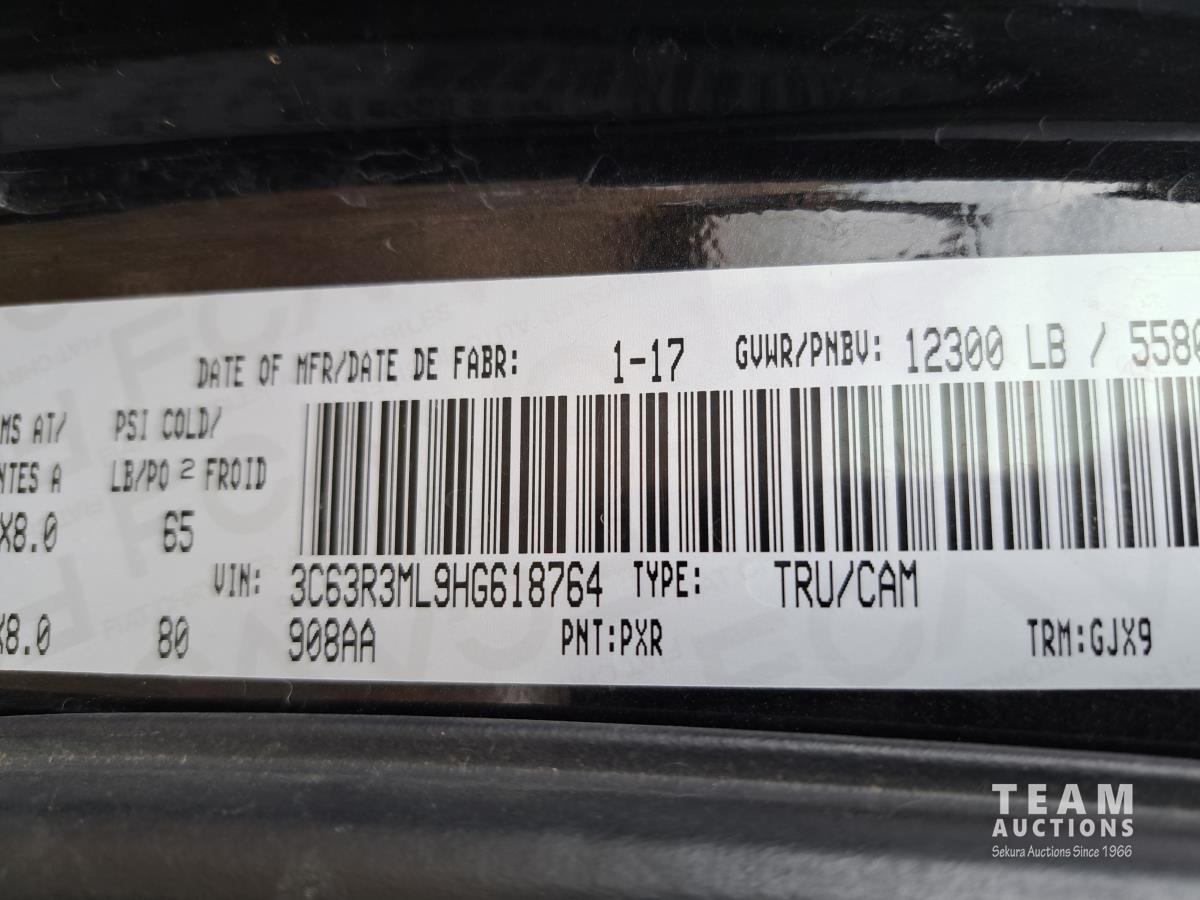 DATE OF MFR/DATE DE FABR: 1-17 GVWR/PNBV: 12300 LB / 5580
MS AT/ PSI COLD/
NTES A LB/PO 2 FROID
X8.0 65
VIN: 3C63R3ML9HG618764 TYPE: TRU/CAM
X8.0 80 908AA PNT:PXR TRM:GJX9
TEAM
AUCTIONS
Sekura Auctions Since 1966